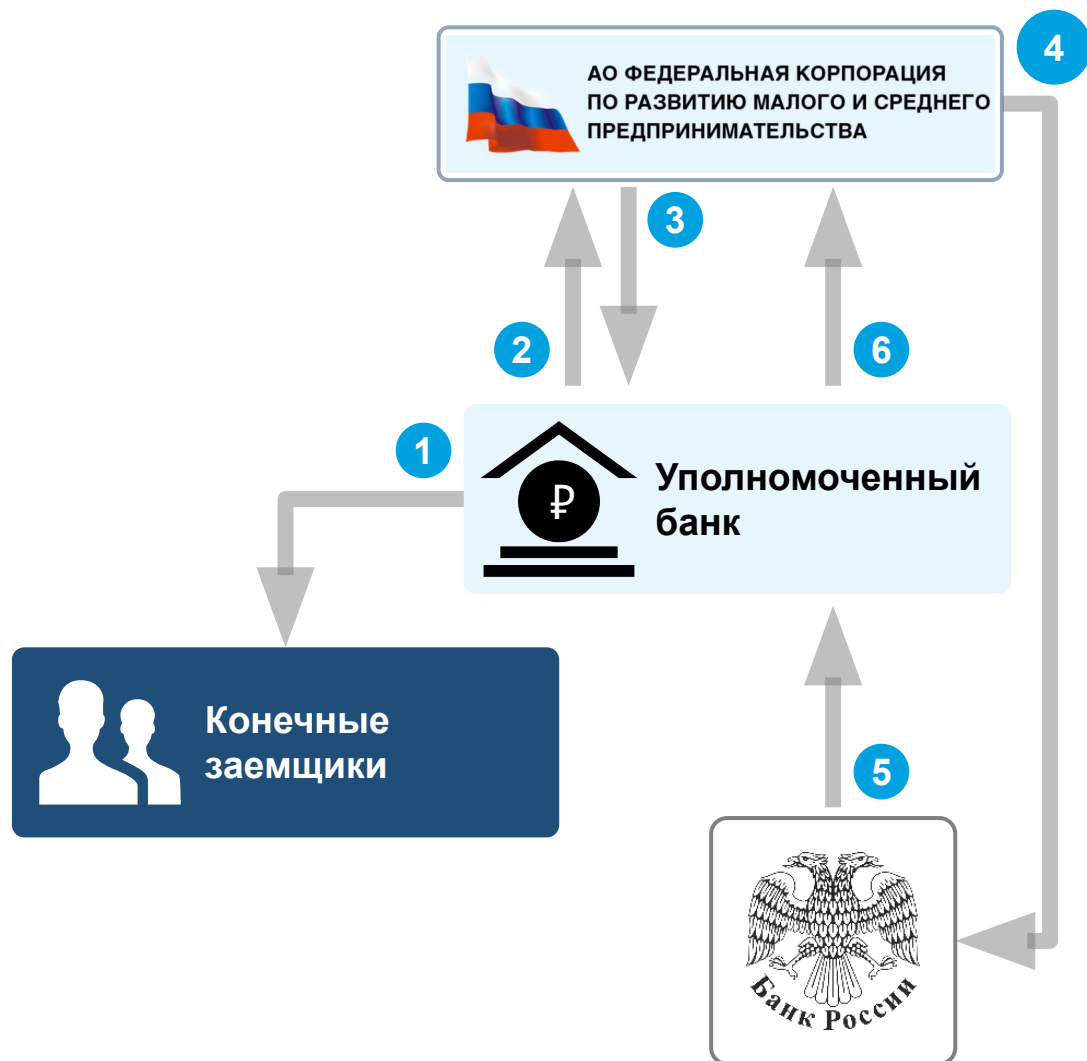 4
АО ФЕДЕРАЛЬНАЯ КОРПОРАЦИЯ
ПО РАЗВИТИЮ МАЛОГО И СРЕДНЕГО
ПРЕДПРИНИМАТЕЛЬСТВА
3
2
6
1
₽
Уполномоченный
банк
Конечные
заемщики
5
Банк России